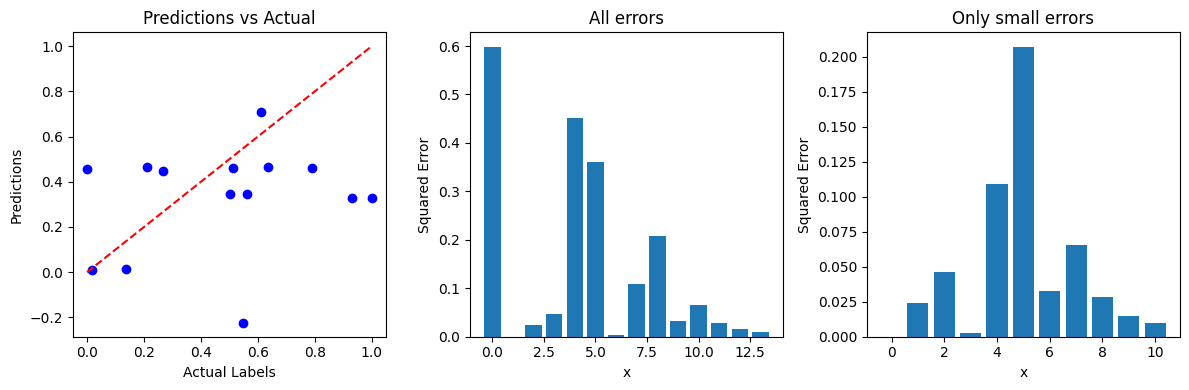 Predictions vs Actual
Predictions
1.0
0.8
0.6
0.4
0.2
0.0
−0.2
0.0 0.2 0.4 0.6 0.8 1.0
Actual Labels
All errors
Squared Error
0.6
0.5
0.4
0.3
0.2
0.1
0.0
0.0 2.5 5.0 7.5 10.0 12.5
x
Only small errors
Squared Error
0.200
0.175
0.150
0.125
0.100
0.075
0.050
0.025
0.000
0 2 4 6 8 10
x